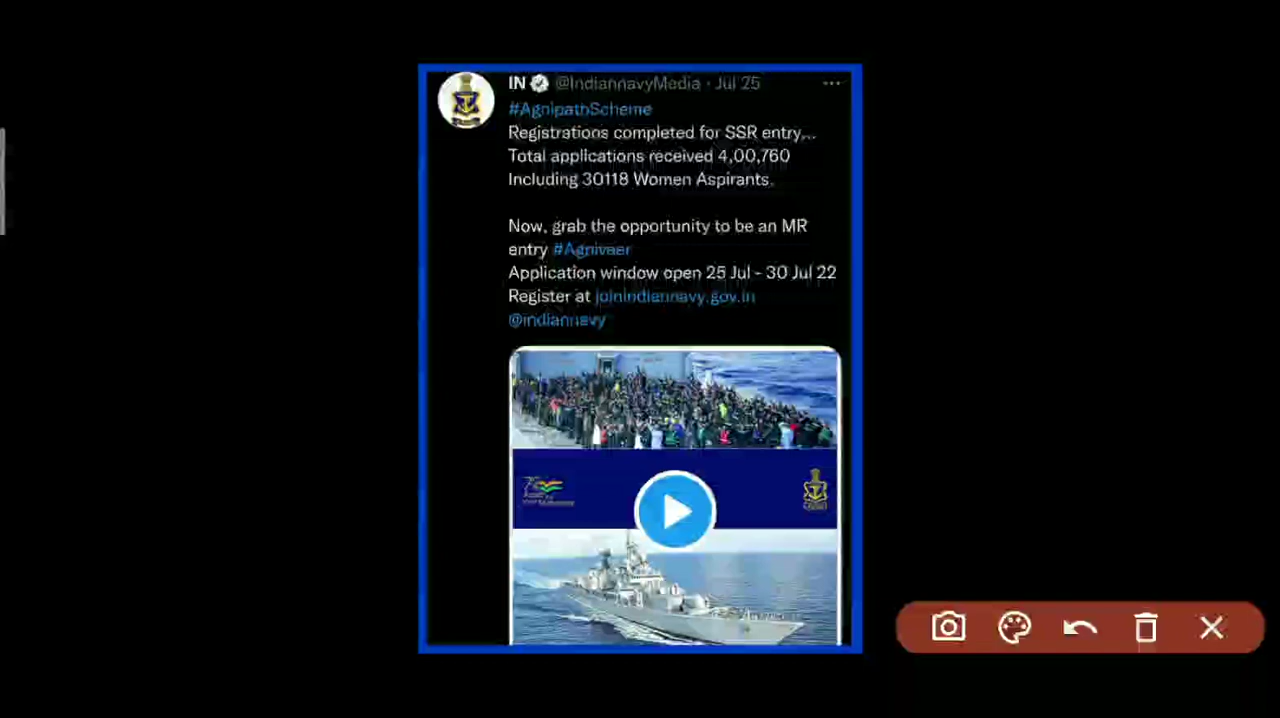 IN @IndiannavyMedia · Jul 25
#AgnipathScheme
Registrations completed for SSR entry...
Total applications received 4,00,760
Including 30118 Women Aspirants.
Now, grab the opportunity to be an MR
entry #Agniveer
Application window open 25 Jul - 30 Jul 22
Register at joinindiannavy.gov.in
@indiannavy